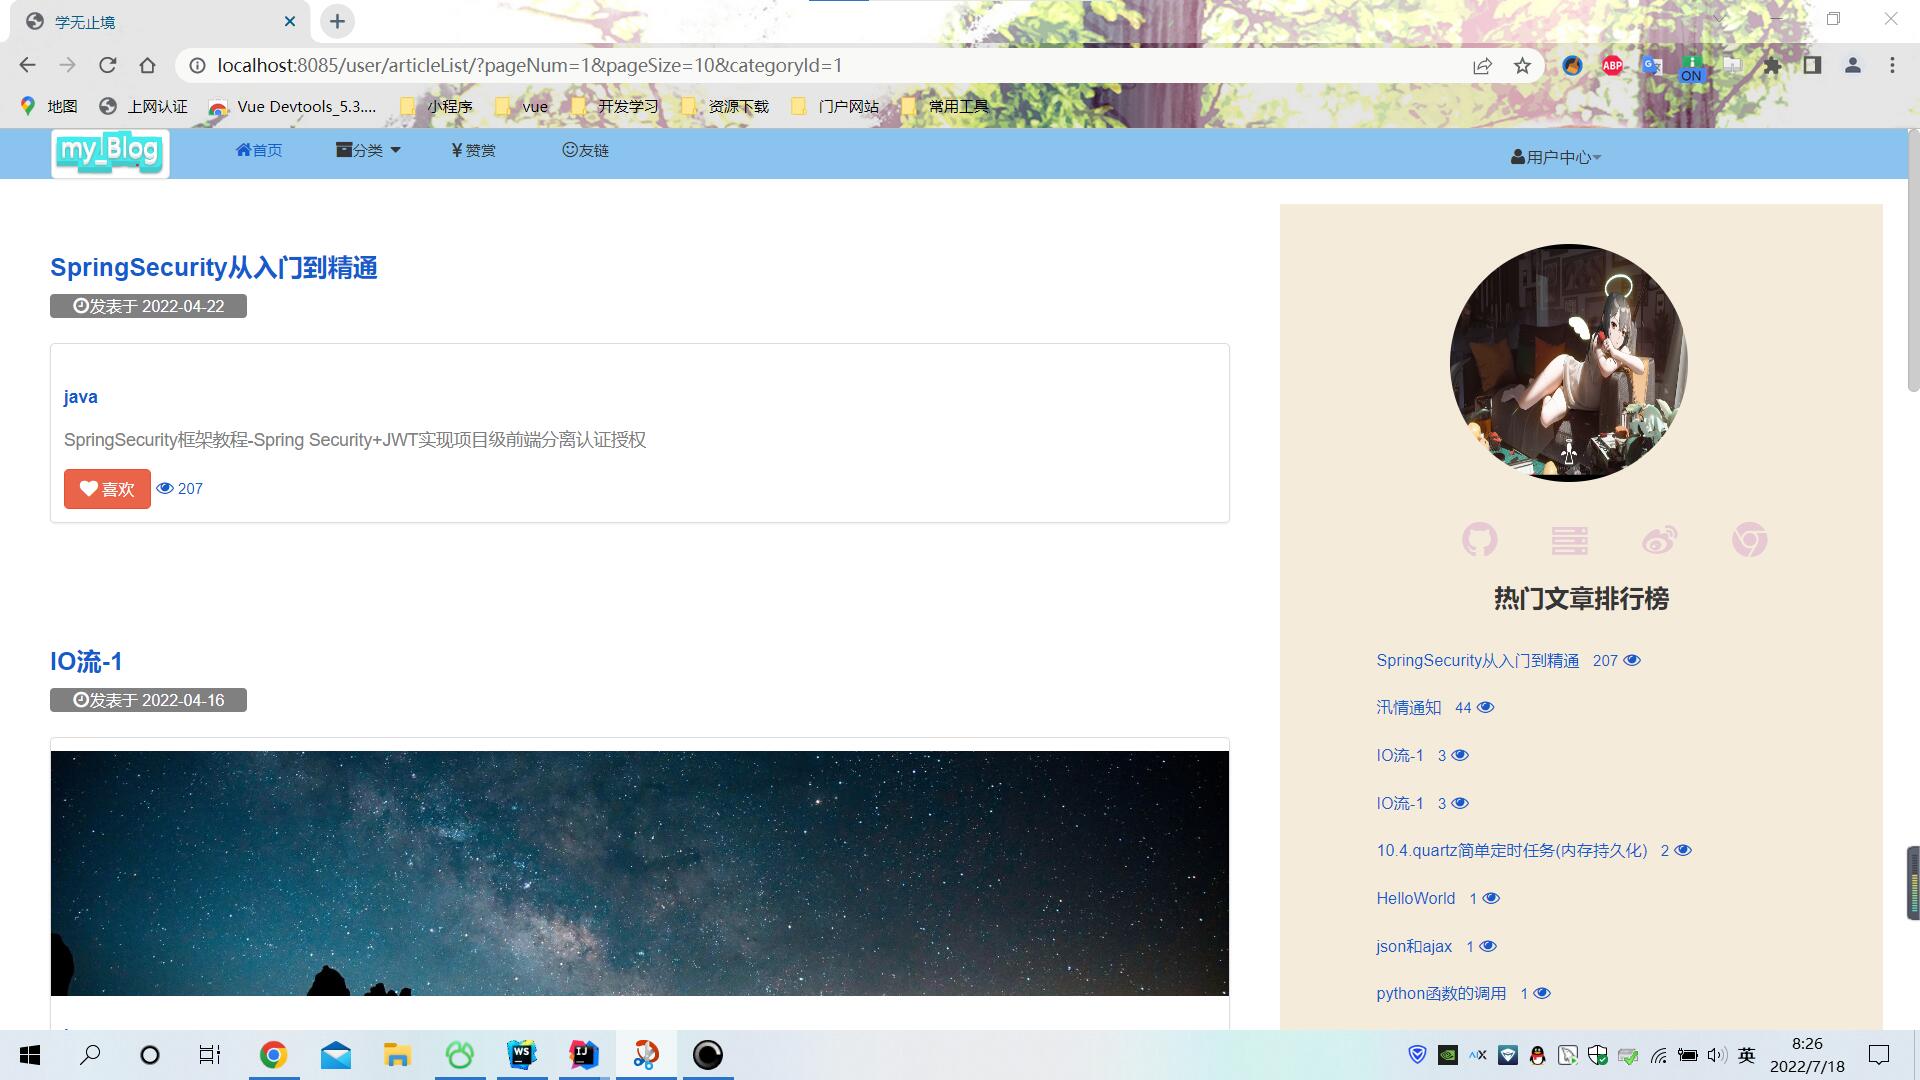 学无止境
localhost:8085/user/articleList/?pageNum=1&pageSize=10&categoryId=1
ABP
ON
地图 上网认证 Vue Devtools_5.3.... 小程序 vue 开发学习 资源下载 门户网站 常用工具
my_Blog 首页 分类 ¥赞赏 友链 用户中心
SpringSecurity从入门到精通
发表于 2022-04-22
java
SpringSecurity框架教程-Spring Security+JWT实现项目级前端分离认证授权
喜欢 207
IO流-1
发表于 2022-04-16
热门文章排行榜
SpringSecurity从入门到精通 207
汛情通知 44
IO流-1 3
IO流-1 3
10.4.quartz简单定时任务(内存持久化) 2
HelloWorld 1
json和ajax 1
python函数的调用 1
WS
IJ
英
8:26
2022/7/18